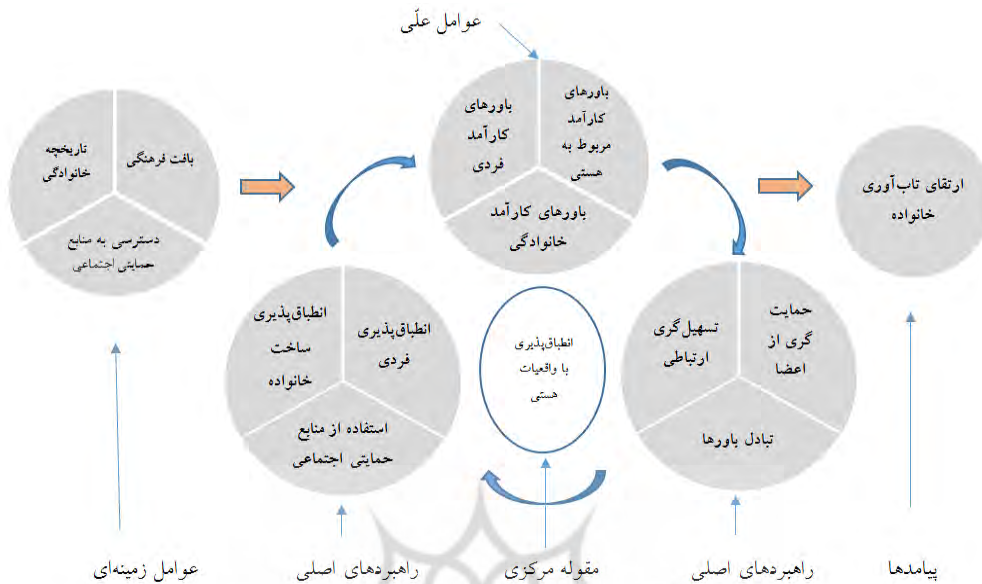 عوامل علّی
باورهای
کارآمد
مربوط به
هستی
باورهای
کارآمد
فردی
باورهای کارآمد
خانوادگی
بافت فرهنگی
تاریخچه
خانوادگی
دسترسی به منابع
حمایتی اجتماعی
ارتقای تاب‌آوری
خانواده
انطباق‌پذیری
فردی
انطباق‌پذیری
ساخت
خانواده
استفاده از منابع
حمایتی اجتماعی
انطباق‌پذیری
با واقعیات
هستی
حمایت
گری از
اعضا
تسهیل‌گری
ارتباطی
تبادل باورها
پیامدها
راهبردهای اصلی
مقوله مرکزی
راهبردهای اصلی
عوامل زمینه‌ای